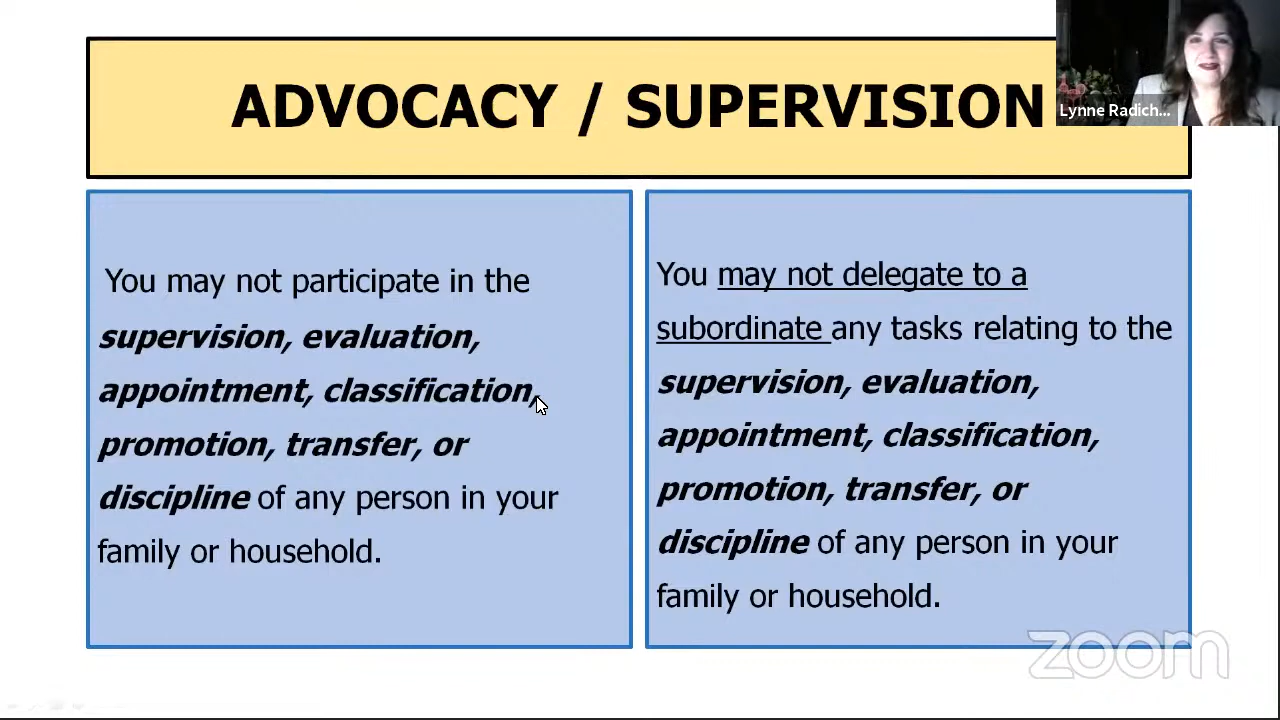 ADVOCACY / SUPERVISION
Lynne Radich...
You may not participate in the
supervision, evaluation,
appointment, classification,
promotion, transfer, or
discipline of any person in your
family or household.
You may not delegate to a
subordinate any tasks relating to the
supervision, evaluation,
appointment, classification,
promotion, transfer, or
discipline of any person in your
family or household.
zoom